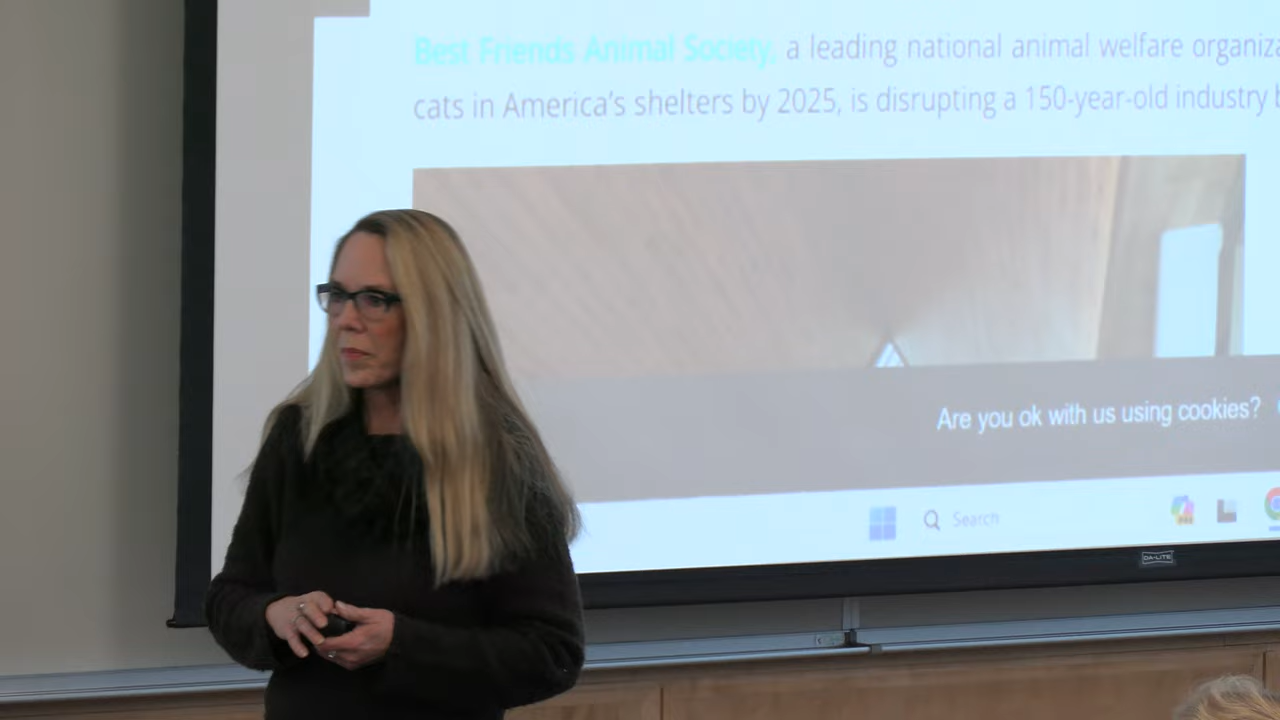 Best Friends Animal Society, a leading national animal welfare
cats in America's shelters by 2025, is disrupting a 150-year-old industry
Are you ok with us using cookies?
Search
DA-LITE